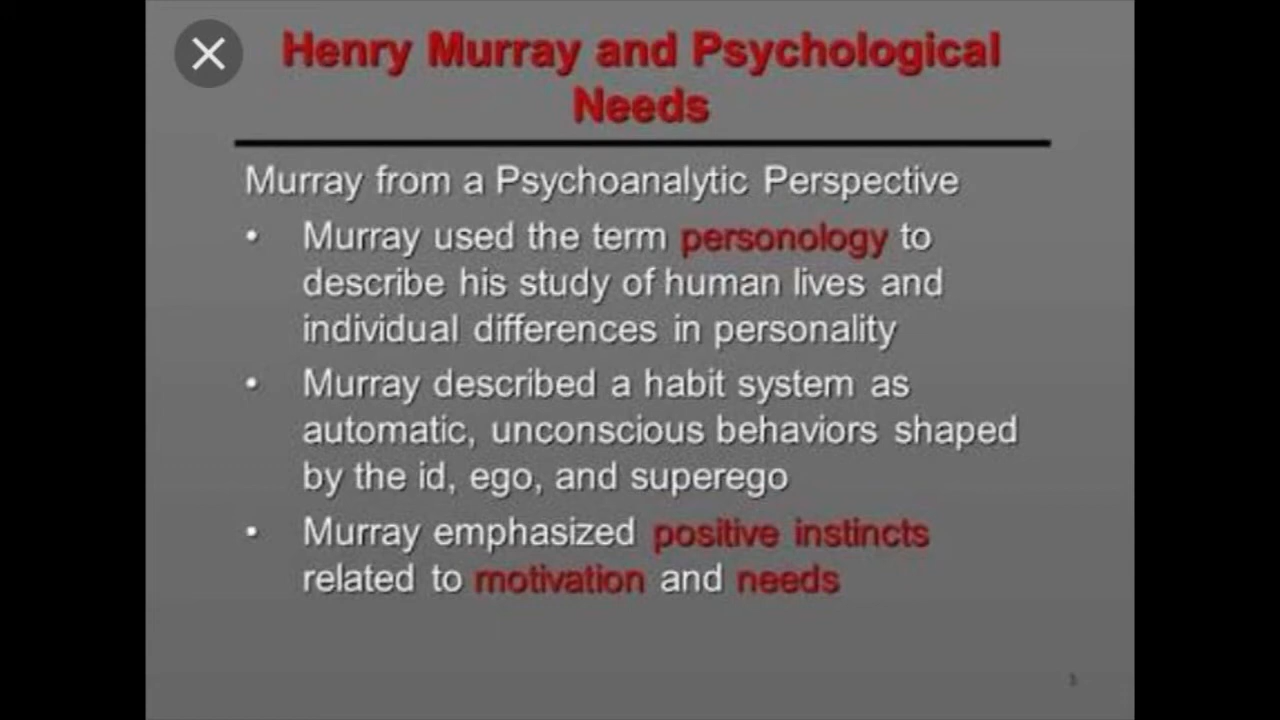 Henry Murray and Psychological
Needs
Murray from a Psychoanalytic Perspective
• Murray used the term personology to
describe his study of human lives and
individual differences in personality
• Murray described a habit system as
automatic, unconscious behaviors shaped
by the id, ego, and superego
• Murray emphasized positive instincts
related to motivation and needs